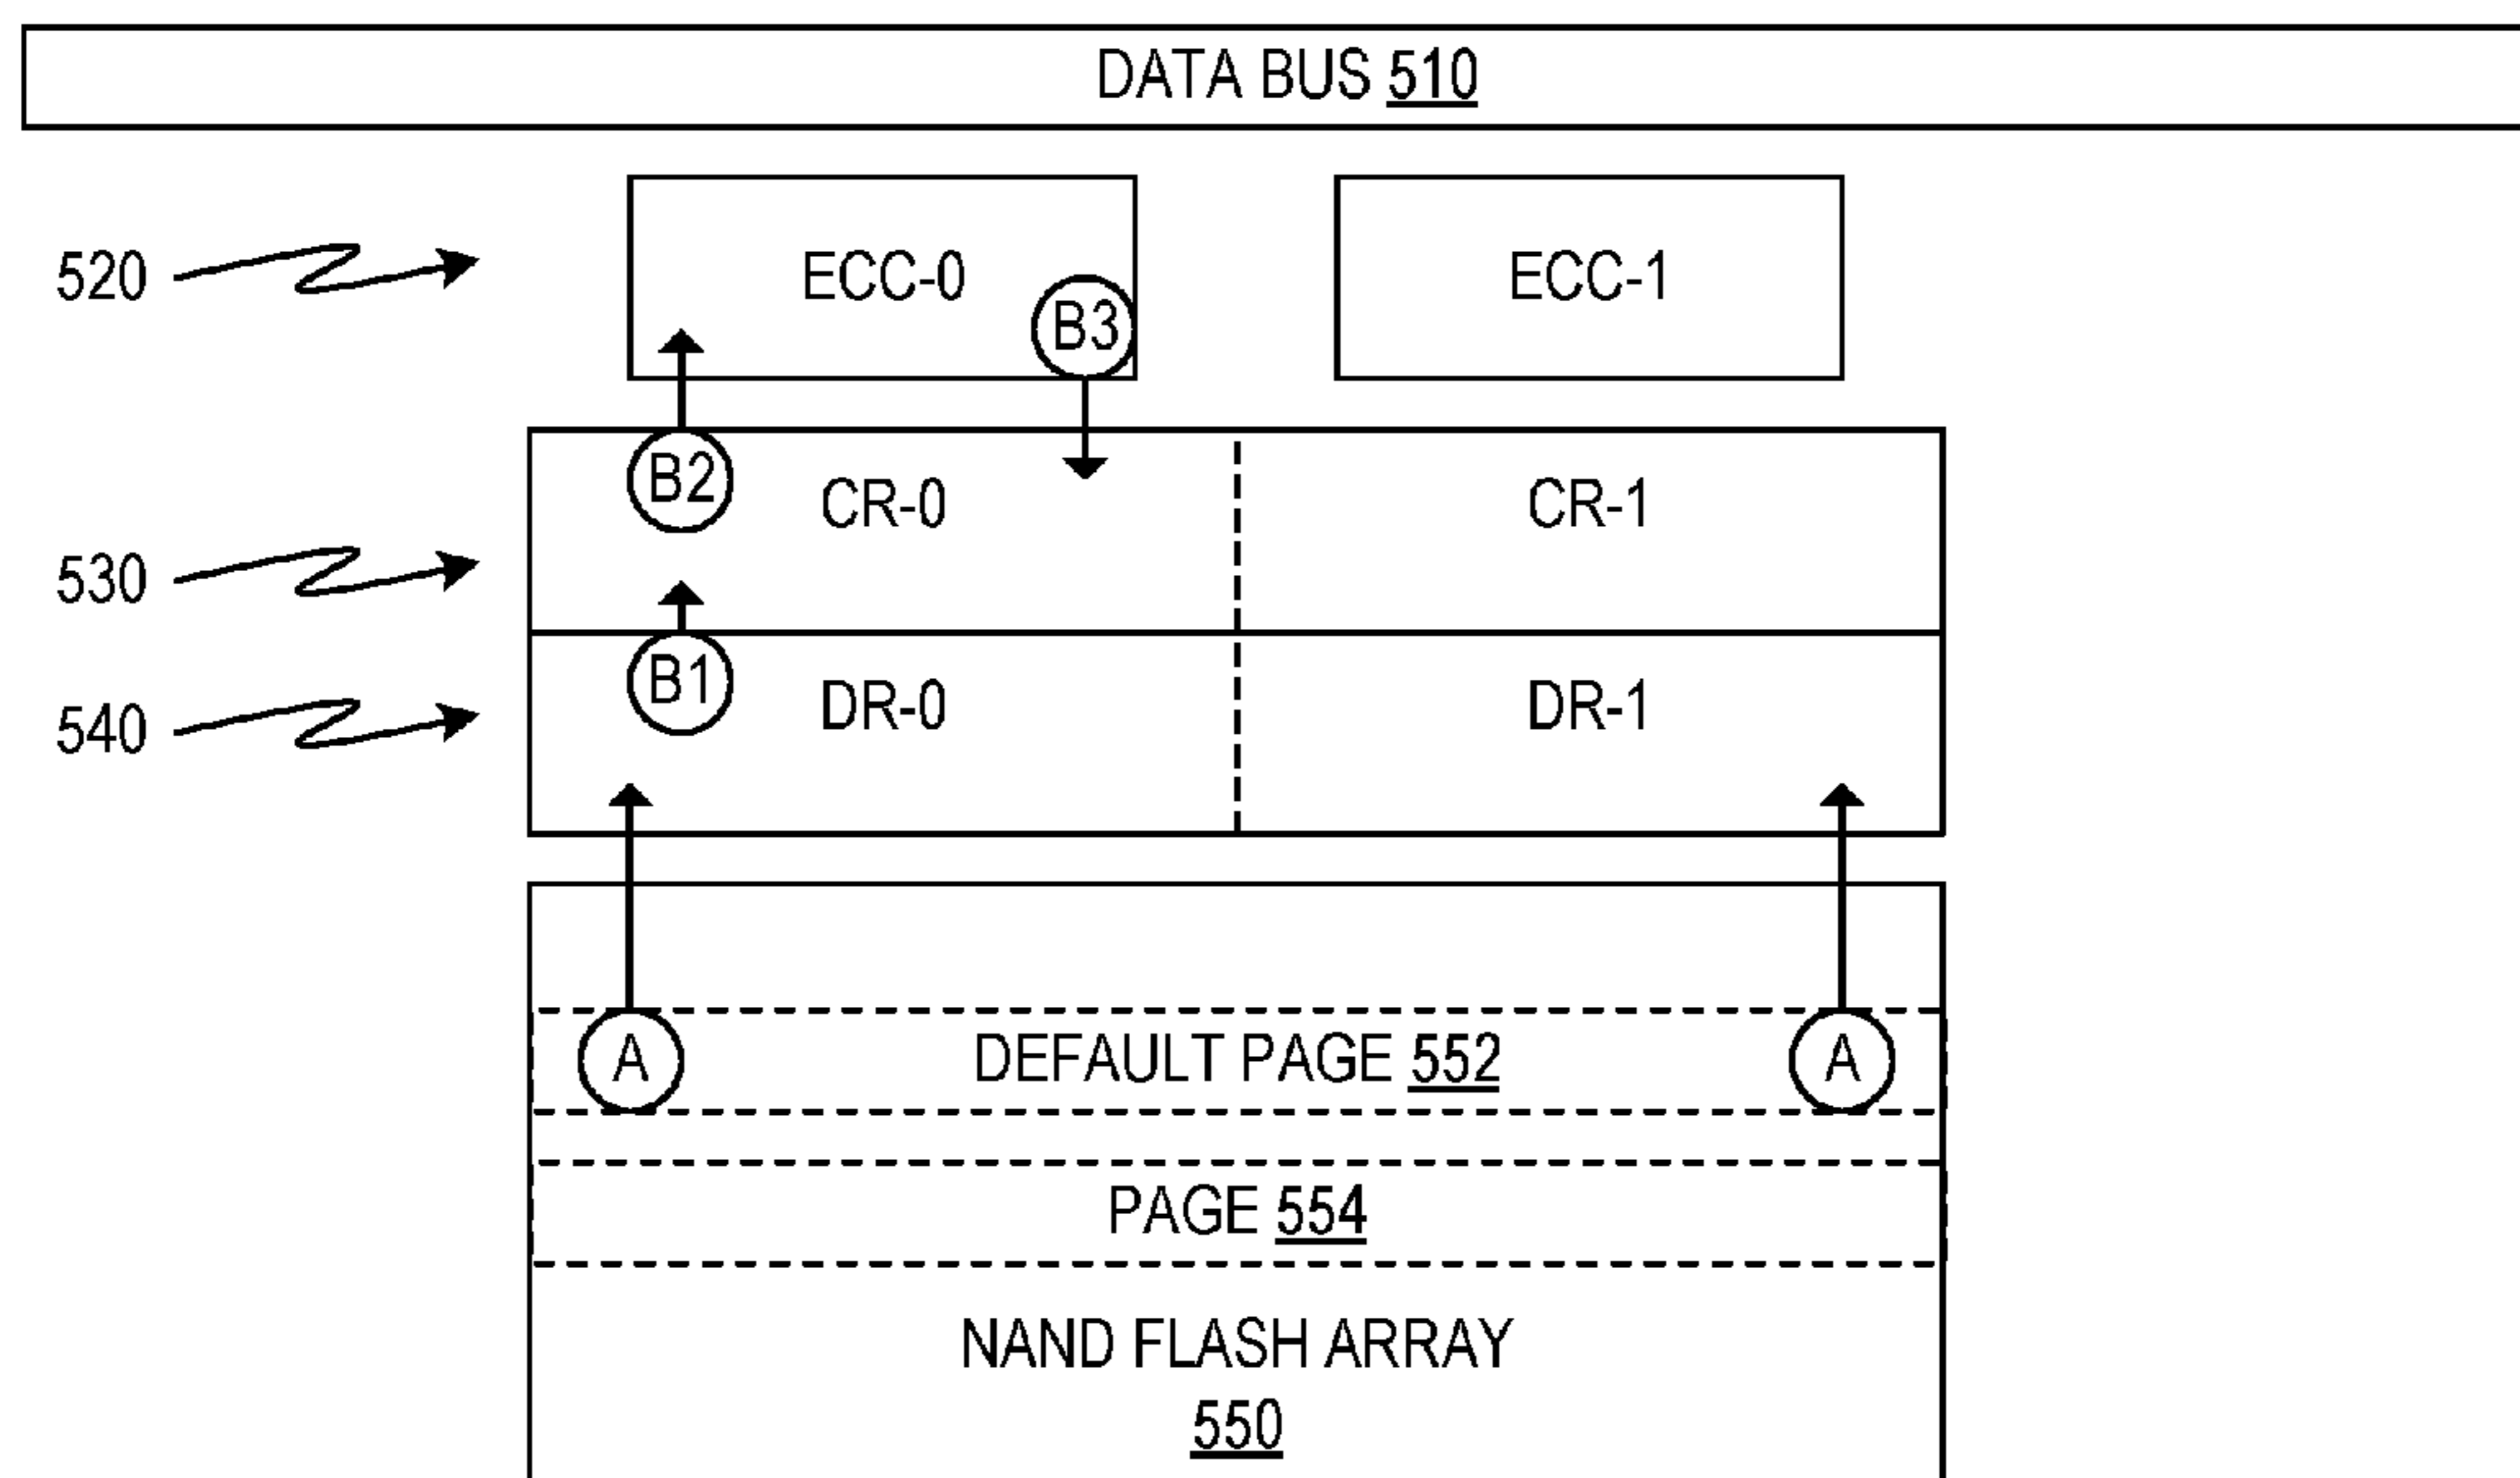 DATA BUS 510
520
ECC-0
ECC-1
B3
B2
CR-0
CR-1
530
B1
DR-0
DR-1
540
A
DEFAULT PAGE 552
A
PAGE 554
NAND FLASH ARRAY
550